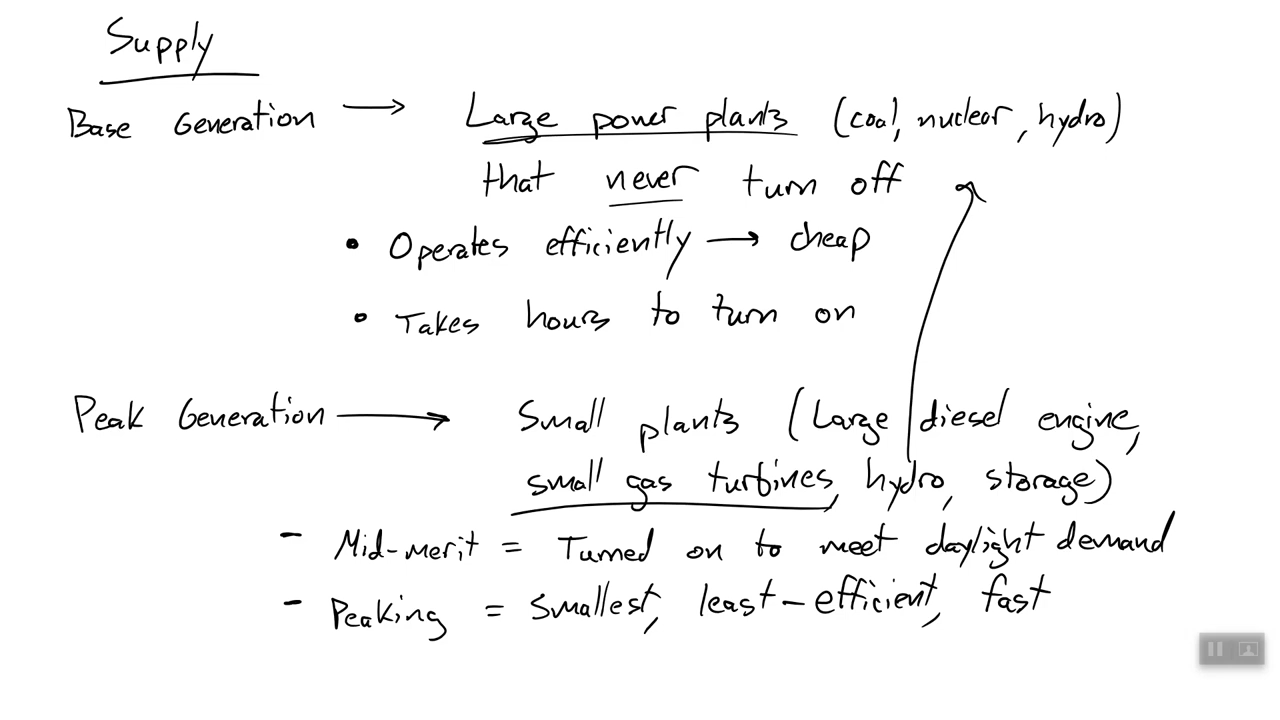 Supply
Base Generation → Large power plants (coal, nuclear, hydro)
that never turn off
• Operates efficiently → cheap
• Takes hours to turn on
Peak Generation → Small plants (Large diesel engine,
small gas turbines, hydro, storage)
- Mid-merit = Turned on to meet daylight demand
- Peaking = Smallest, least-efficient, fast